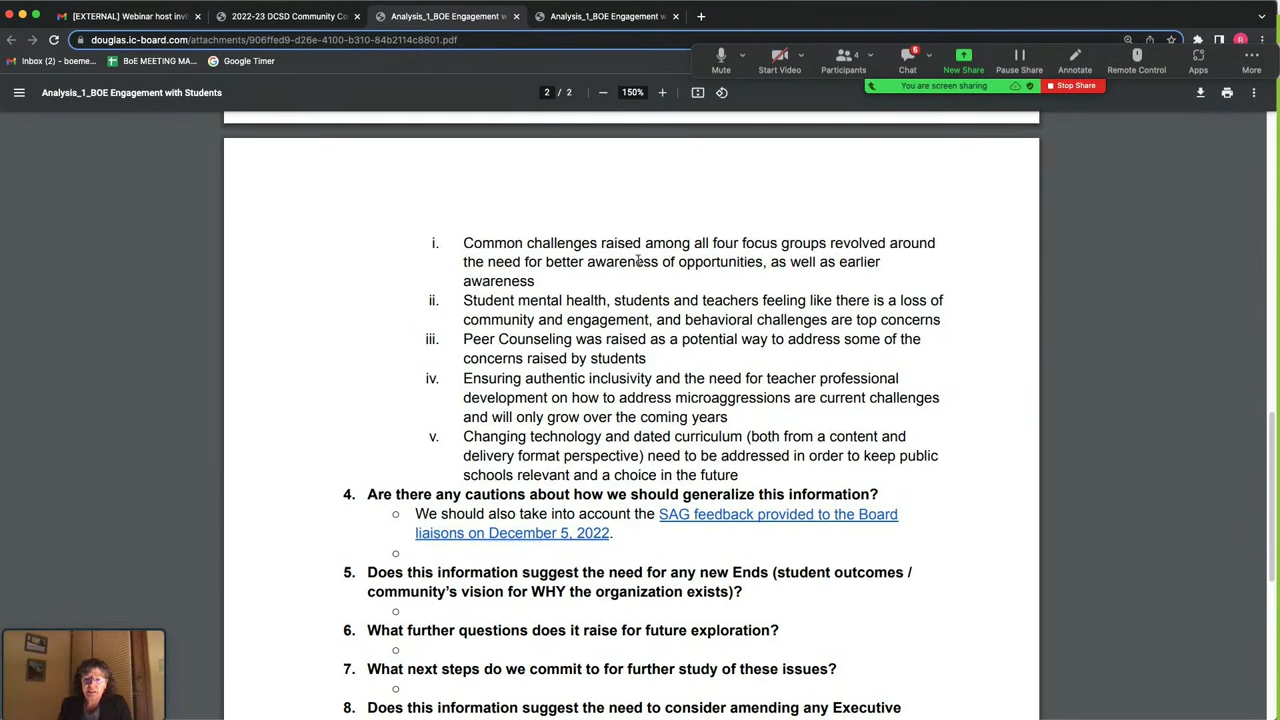 [EXTERNAL] Webinar host invi
2022-23 DCSD Community Co
Analysis_1_BOE Engagement w
Analysis_1_BOE Engagement w
douglas.ic-board.com/attachments/906ffed9-d26e-4100-b310-84b2114c8801.pdf
Inbox (2) - boeme...
BoE MEETING MA...
Google Timer
Mute
Start Video
4
Participants
6
Chat
New Share
Pause Share
Annotate
Remote Control
Apps
More
You are screen sharing
Stop Share
Analysis_1_BOE Engagement with Students
2 / 2
150%
i. Common challenges raised among all four focus groups revolved around
the need for better awareness of opportunities, as well as earlier
awareness
ii. Student mental health, students and teachers feeling like there is a loss of
community and engagement, and behavioral challenges are top concerns
iii. Peer Counseling was raised as a potential way to address some of the
concerns raised by students
iv. Ensuring authentic inclusivity and the need for teacher professional
development on how to address microaggressions are current challenges
and will only grow over the coming years
v. Changing technology and dated curriculum (both from a content and
delivery format perspective) need to be addressed in order to keep public
schools relevant and a choice in the future
4. Are there any cautions about how we should generalize this information?
We should also take into account the SAG feedback provided to the Board
liaisons on December 5, 2022.
5. Does this information suggest the need for any new Ends (student outcomes /
community's vision for WHY the organization exists)?
6. What further questions does it raise for future exploration?
7. What next steps do we commit to for further study of these issues?
8. Does this information suggest the need to consider amending any Executive